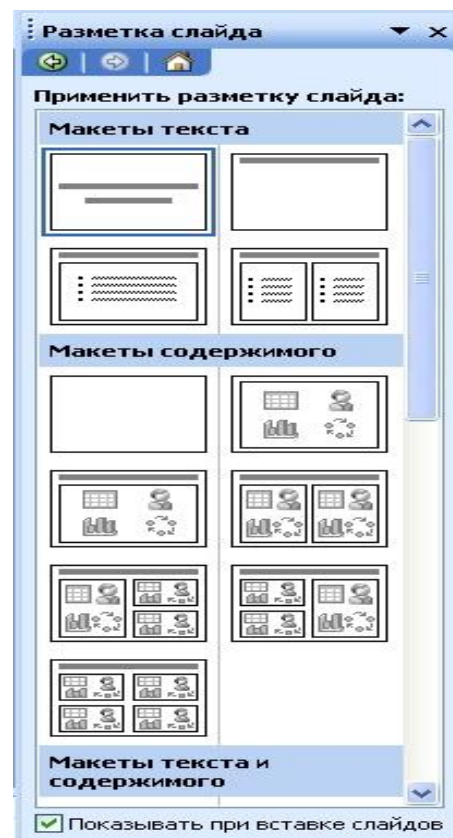 Разметка слайда
Применить разметку слайда:
Макеты текста
Макеты содержимого
Макеты текста и
содержимого
Показывать при вставке слайдов